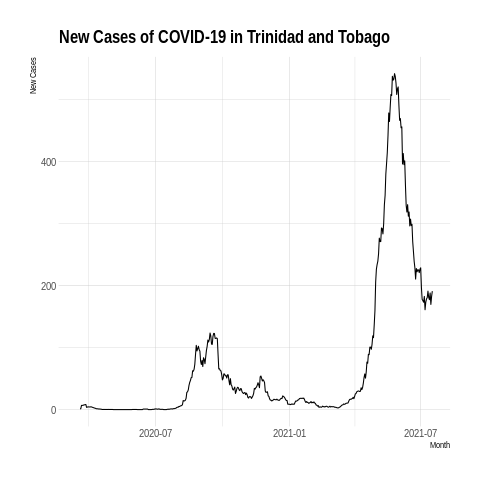 New Cases of COVID-19 in Trinidad and Tobago
New Cases
400
200
0
2020-07
2021-01
2021-07
Month